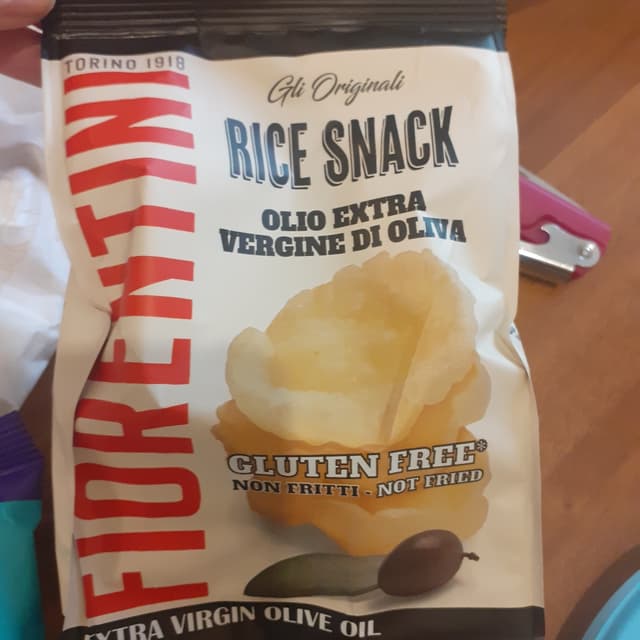 TORINO 1918
FIORENTINI
Gli Originali
RICE SNACK
OLIO EXTRA
VERGINE DI OLIVA
GLUTEN FREE*
NON FRITTI - NOT FRIED
EXTRA VIRGIN OLIVE OIL